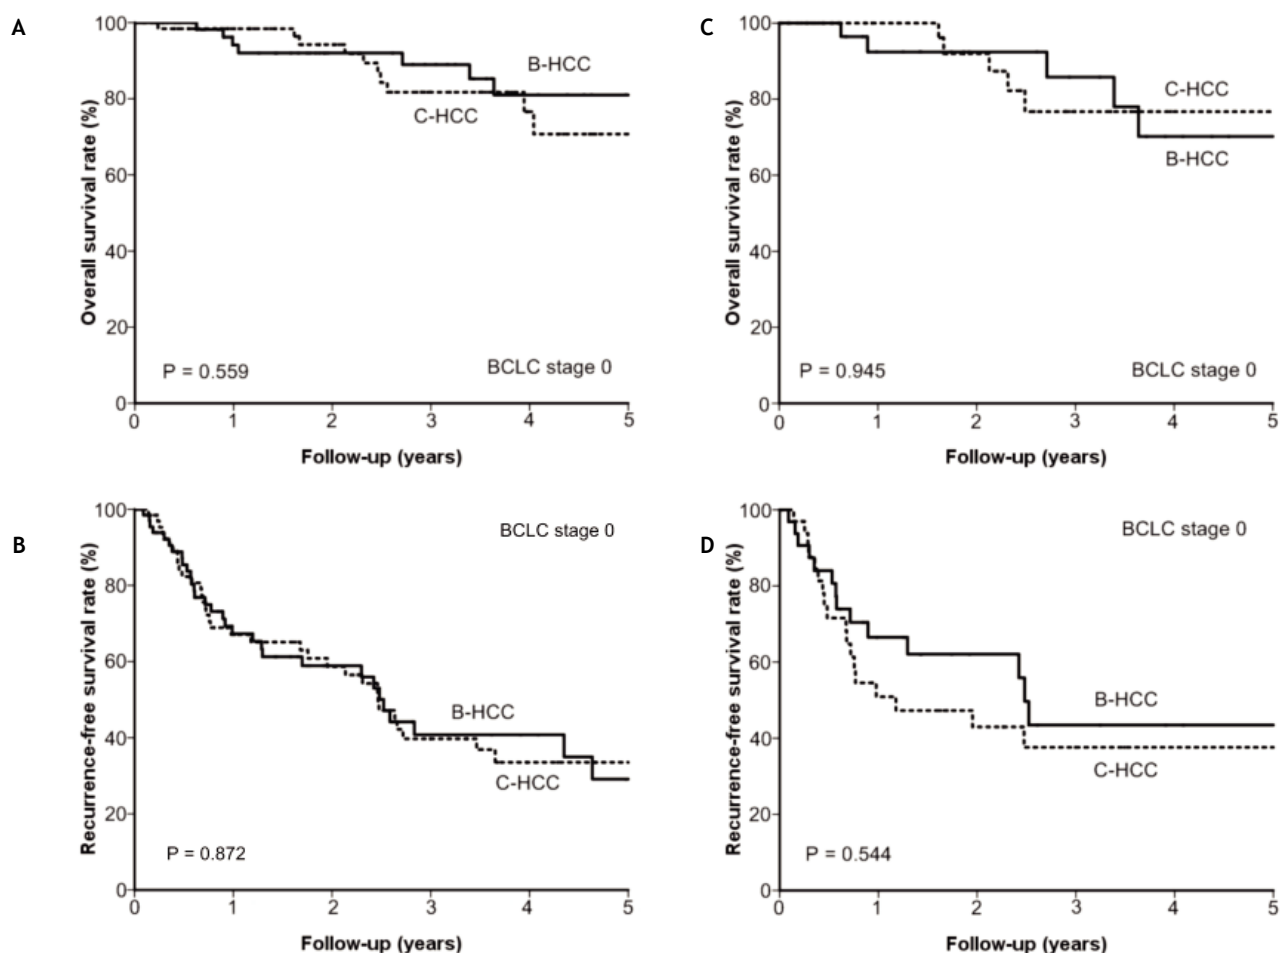 A
100
80
60
40
20
0
Overall survival rate (%)
B-HCC
C-HCC
P = 0.559
BCLC stage 0
0 1 2 3 4 5
Follow-up (years)
C
100
80
60
40
20
0
Overall survival rate (%)
C-HCC
B-HCC
P = 0.945
BCLC stage 0
0 1 2 3 4 5
Follow-up (years)
B
100
80
60
40
20
0
Recurrence-free survival rate (%)
BCLC stage 0
B-HCC
C-HCC
P = 0.872
0 1 2 3 4 5
Follow-up (years)
D
100
80
60
40
20
0
Recurrence-free survival rate (%)
BCLC stage 0
B-HCC
C-HCC
P = 0.544
0 1 2 3 4 5
Follow-up (years)